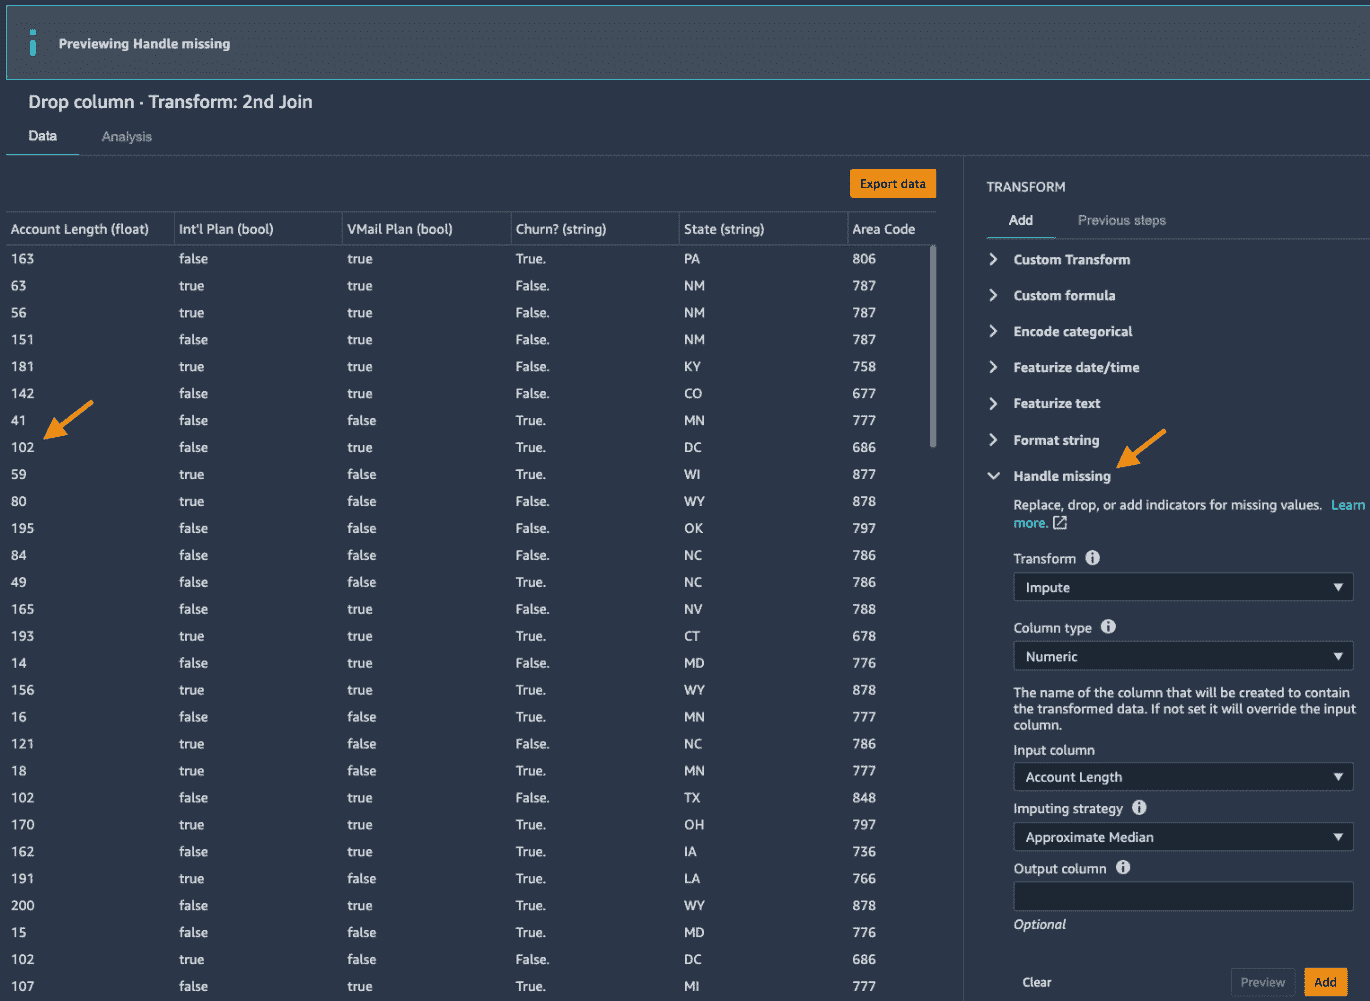 Previewing Handle missing
Drop column · Transform: 2nd Join
Data Analysis
Export data
Account Length (float) Int'l Plan (bool) VMail Plan (bool) Churn? (string) State (string) Area Code
163 false true True. PA 806
63 true true False. NM 787
56 true true False. NM 787
151 false true False. NM 787
181 true true False. KY 758
142 false true False. CO 677
41 false false True. MN 777
102 false true True. DC 686
59 true false True. WI 877
80 true false False. WY 878
195 false false False. OK 797
84 false false False. NC 786
49 false false True. NC 786
165 false true False. NV 788
193 true true True. CT 678
14 false true False. MD 776
156 true true True. WY 878
16 false true True. MN 777
121 true false False. NC 786
18 true false True. MN 777
102 false true False. TX 848
170 true true True. OH 797
162 false true True. IA 736
191 true false True. LA 766
200 false true True. WY 878
15 false false True. MD 776
102 true false False. DC 686
107 false false True. MI 777
TRANSFORM
Add Previous steps
Custom Transform
Custom formula
Encode categorical
Featurize date/time
Featurize text
Format string
Handle missing
Replace, drop, or add indicators for missing values. Learn
more.
Transform
Impute
Column type
Numeric
The name of the column that will be created to contain
the transformed data. If not set it will override the input
column.
Input column
Account Length
Imputing strategy
Approximate Median
Output column
Optional
Clear Preview Add